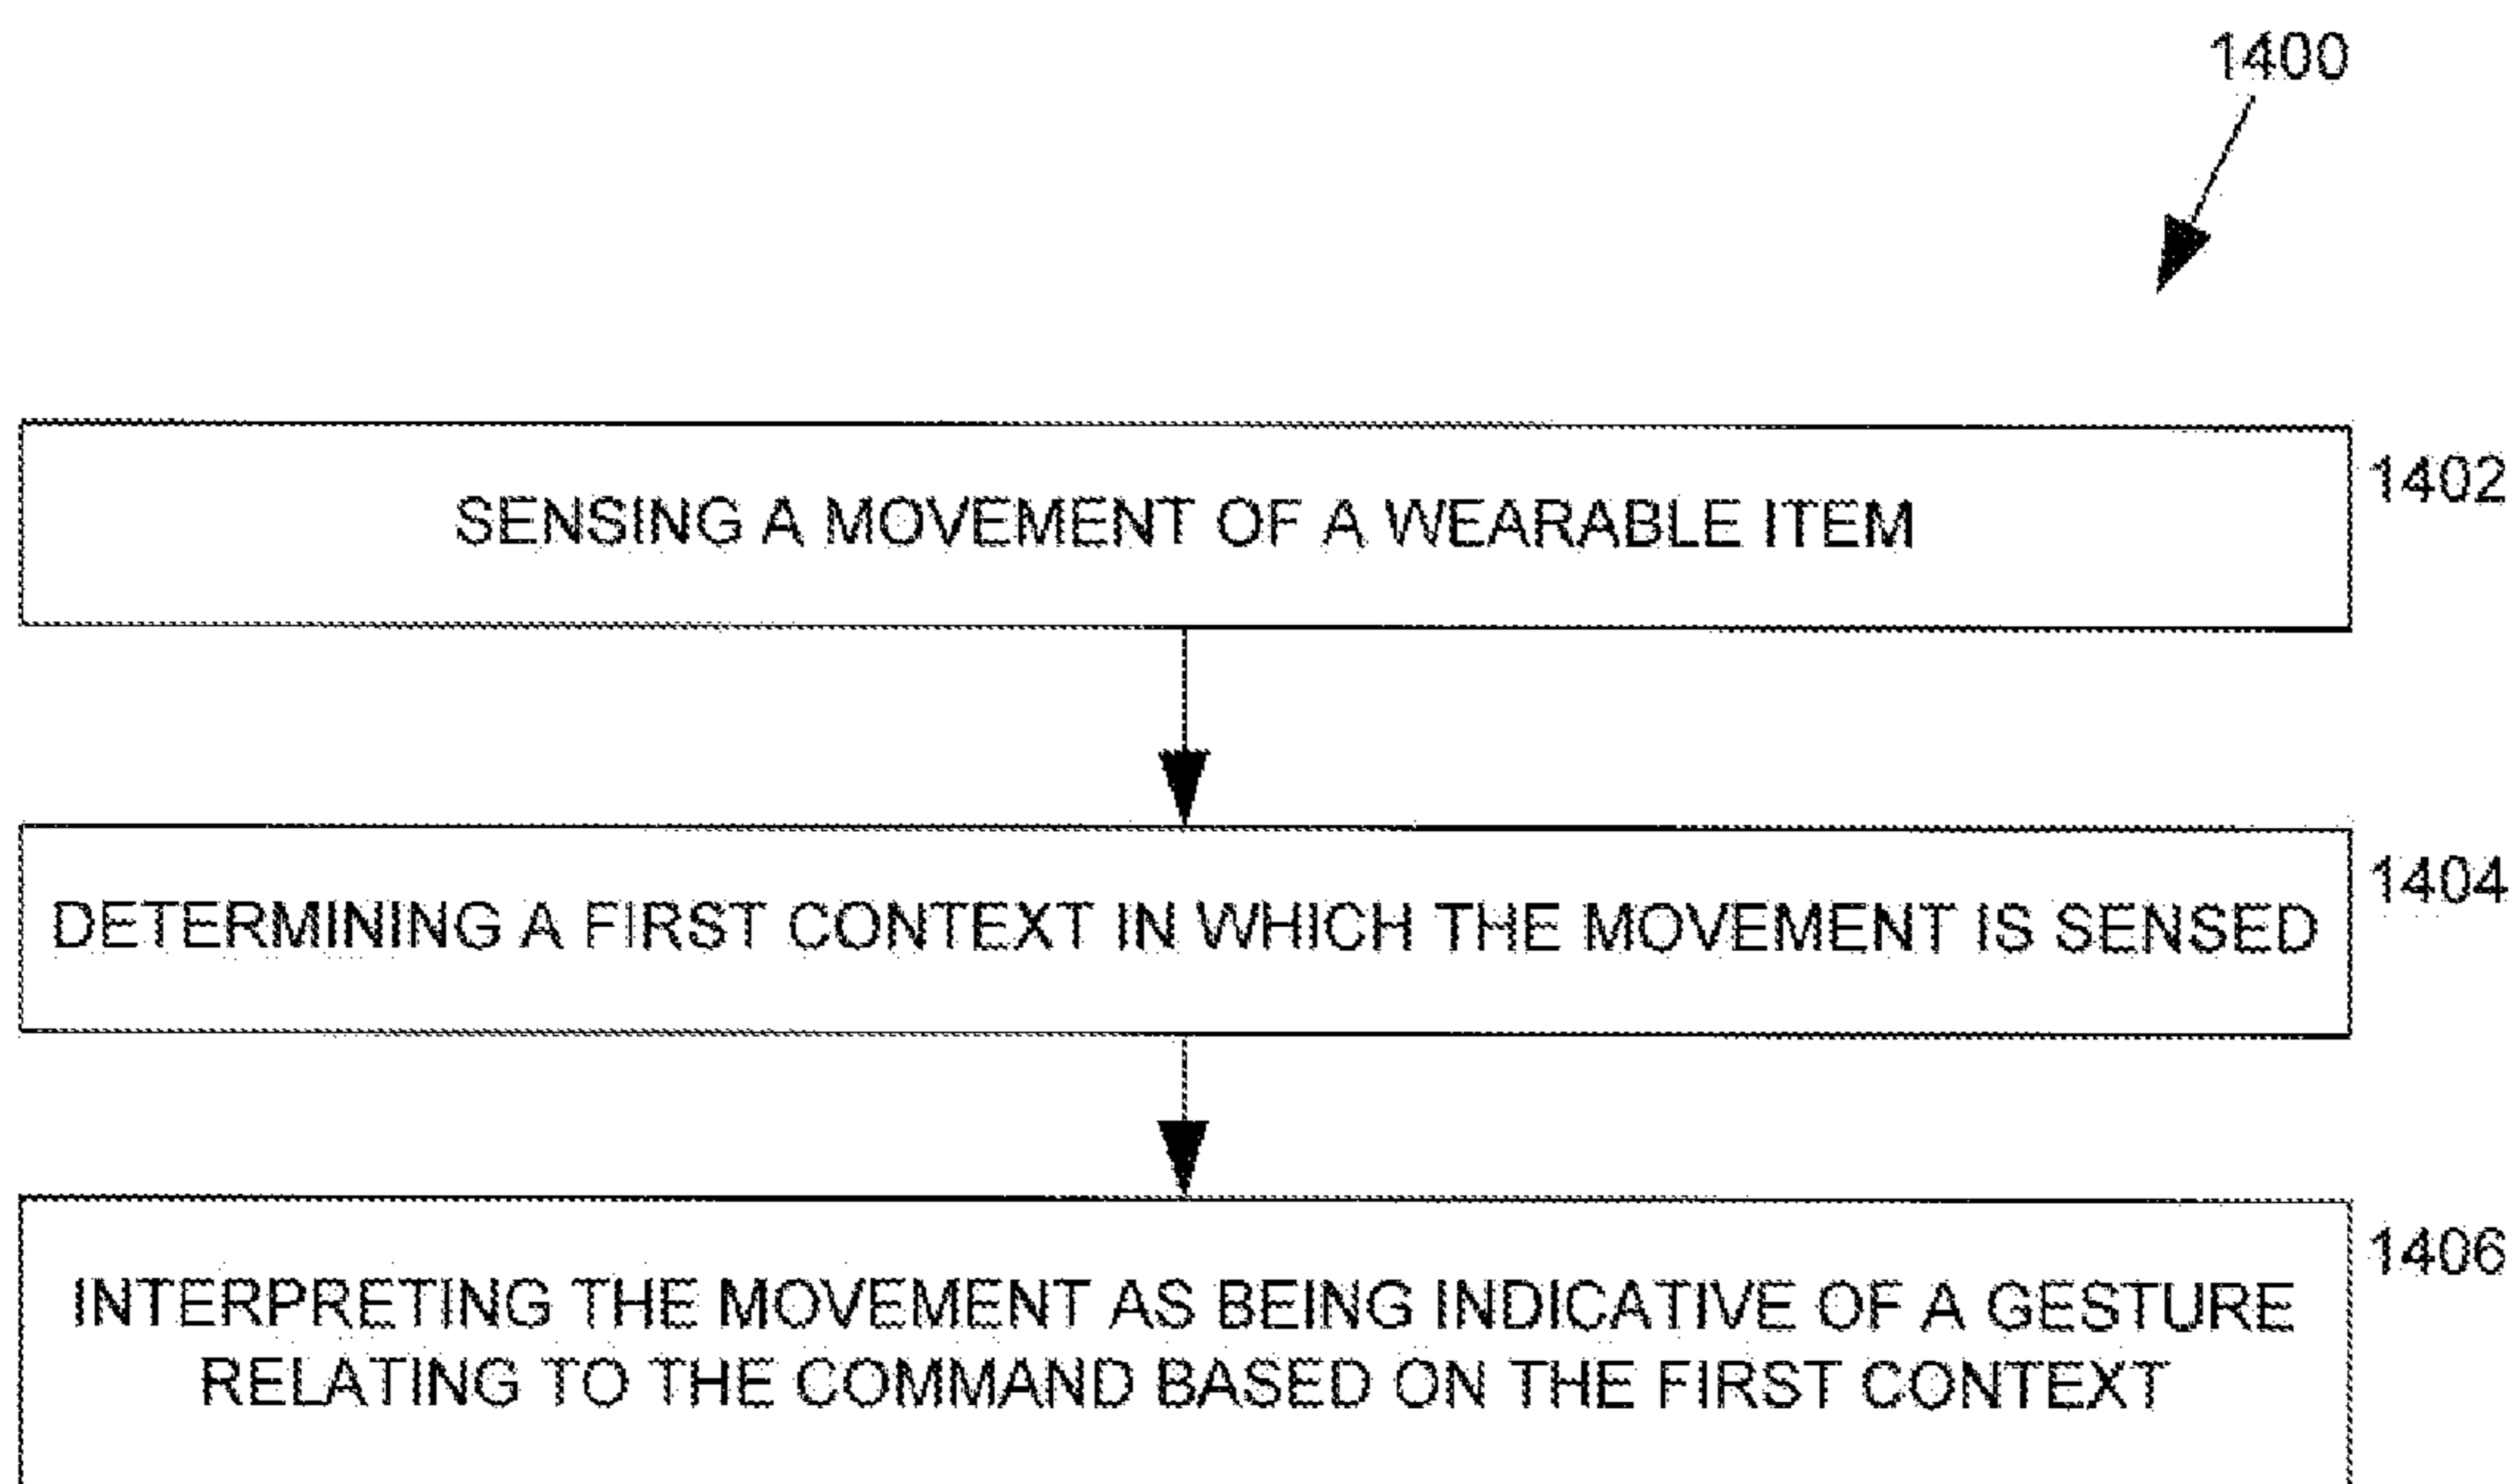 1400
SENSING A MOVEMENT OF A WEARABLE ITEM
1402
DETERMINING A FIRST CONTEXT IN WHICH THE MOVEMENT IS SENSED
1404
INTERPRETING THE MOVEMENT AS BEING INDICATIVE OF A GESTURE
RELATING TO THE COMMAND BASED ON THE FIRST CONTEXT
1406